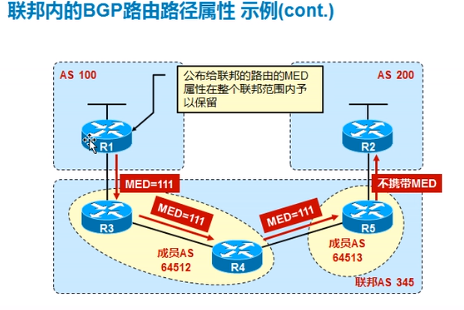 联邦内的BGP路由路径属性 示例(cont.)
AS 100
公布给联邦的路由的MED
属性在整个联邦范围内予
以保留
AS 200
R1
R2
MED=111
不携带MED
MED=111
MED=111
R3
R4
R5
成员AS
64512
成员AS
64513
联邦AS 345